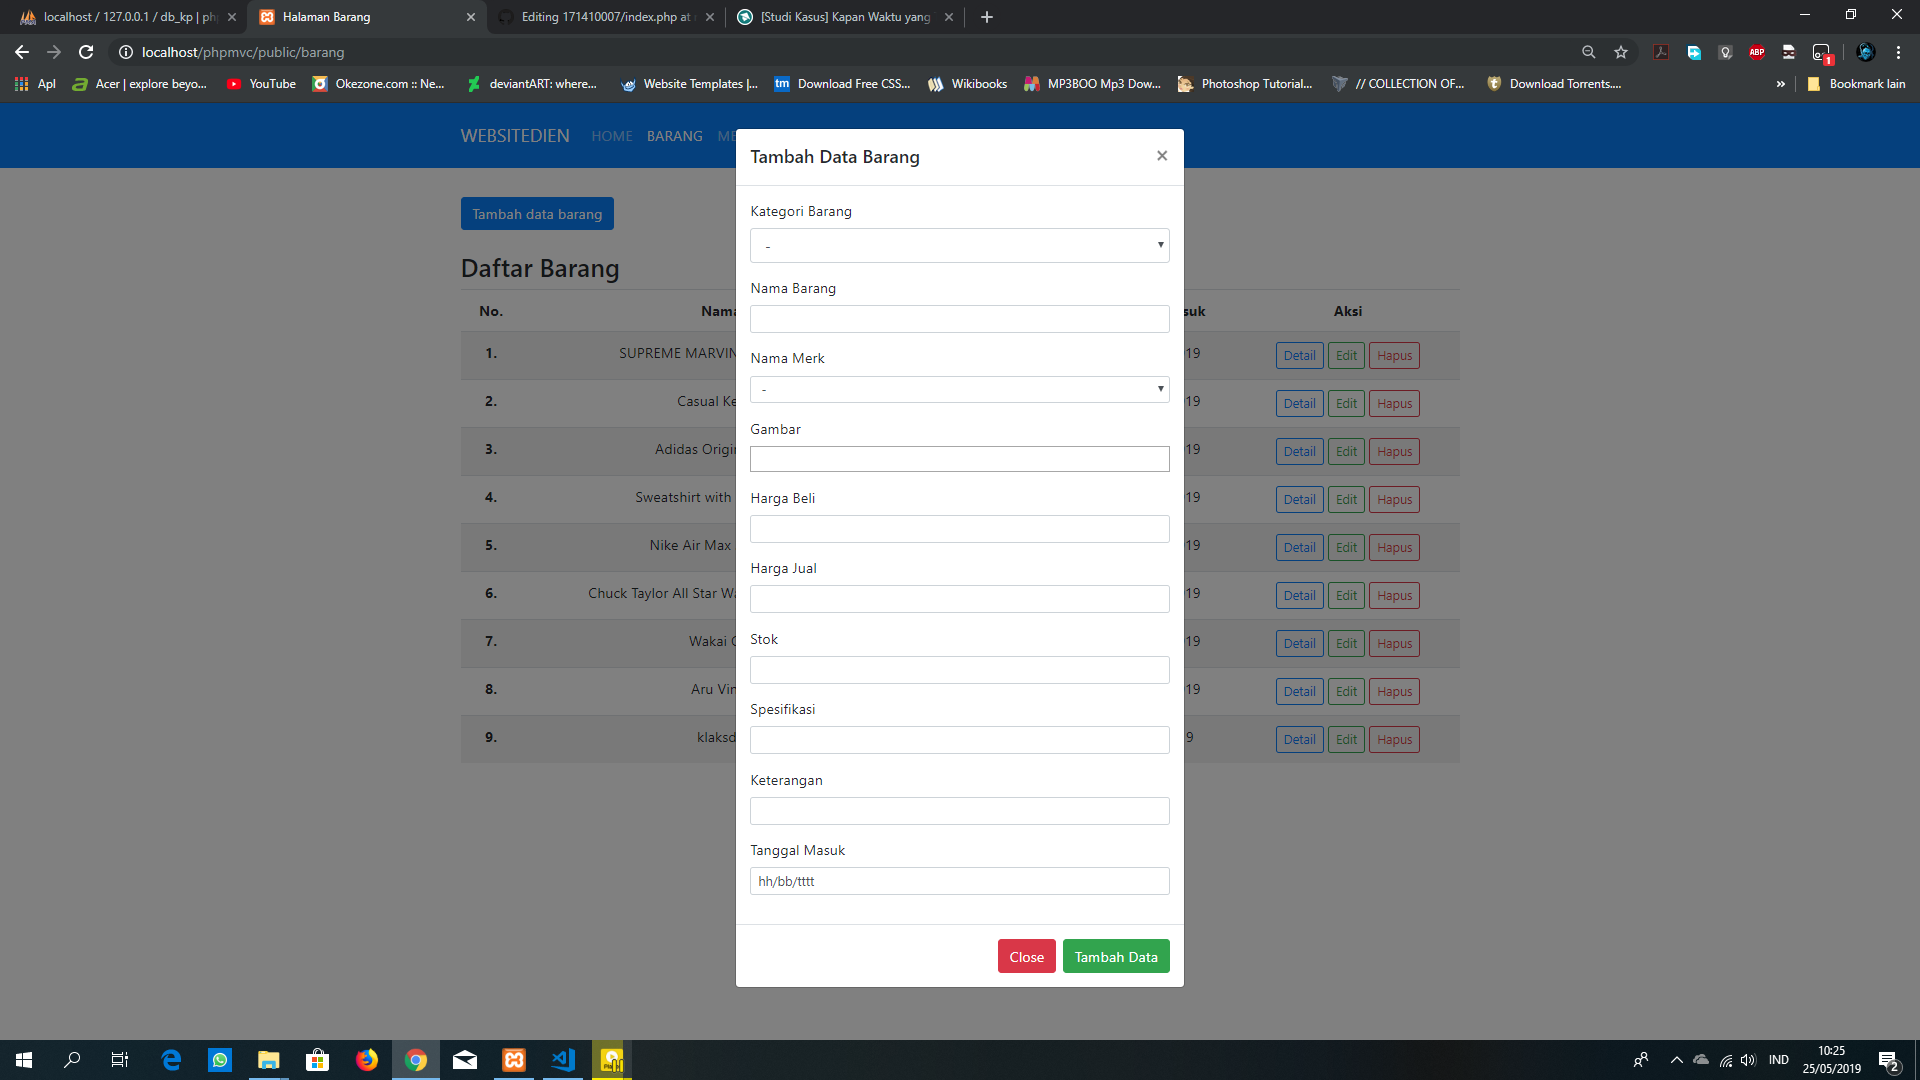 localhost / 127.0.0.1 / db_kp | ph
Halaman Barang
Editing 171410007/index.php at
[Studi Kasus] Kapan Waktu yang
localhost/phpmvc/public/barang
ABP
1
Apl
Acer | explore beyo...
YouTube
Okezone.com :: Ne...
deviantART: where...
Website Templates |...
tm
Download Free CSS...
Wikibooks
MP3BOO Mp3 Dow...
Photoshop Tutorial...
// COLLECTION OF...
Download Torrents....
»
Bookmark lain
WEBSITEDIEN
HOME
BARANG
ME
Tambah data barang
Daftar Barang
No.
Nama
suk
Aksi
1.
SUPREME MARVIN
19
Detail Edit Hapus
2.
Casual Ke
19
Detail Edit Hapus
3.
Adidas Origi
19
Detail Edit Hapus
4.
Sweatshirt with
19
Detail Edit Hapus
5.
Nike Air Max
19
Detail Edit Hapus
6.
Chuck Taylor All Star Wa
19
Detail Edit Hapus
7.
Wakai
19
Detail Edit Hapus
8.
Aru Vin
19
Detail Edit Hapus
9.
klaksd
9
Detail Edit Hapus
Tambah Data Barang
×
Kategori Barang
-
Nama Barang
Nama Merk
-
Gambar
Harga Beli
Harga Jual
Stok
Spesifikasi
Keterangan
Tanggal Masuk
hh/bb/tttt
Close
Tambah Data
IND
10:25
25/05/2019
2